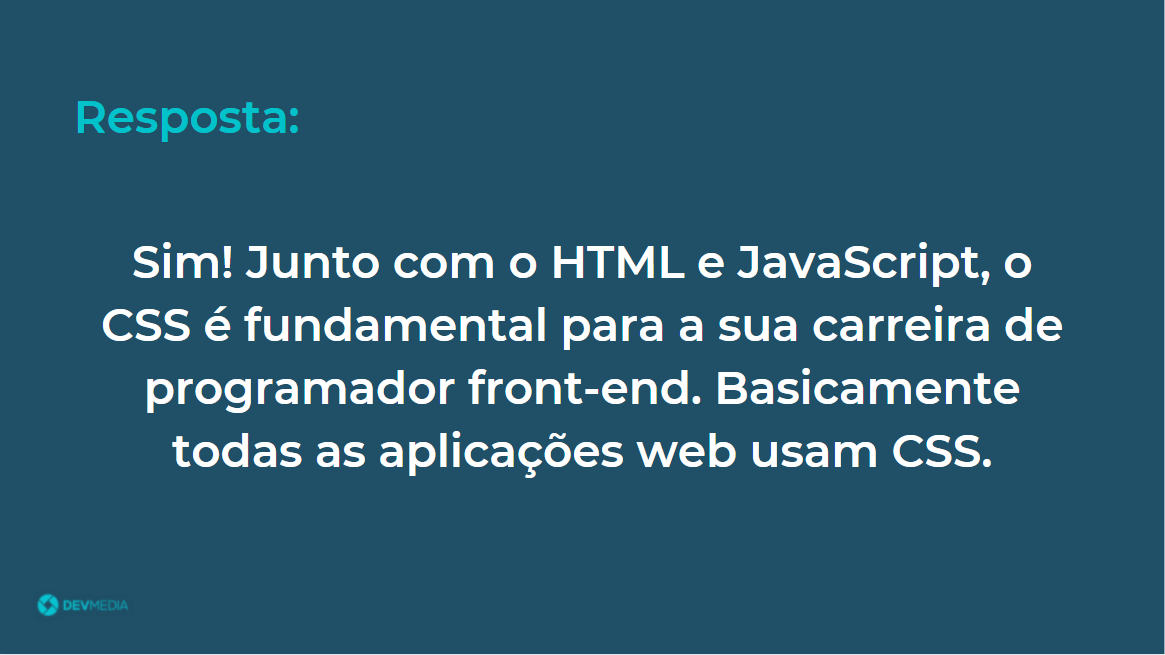 Resposta:
Sim! Junto com o HTML e JavaScript, o
CSS é fundamental para a sua carreira de
programador front-end. Basicamente
todas as aplicações web usam CSS.
DEVMEDIA